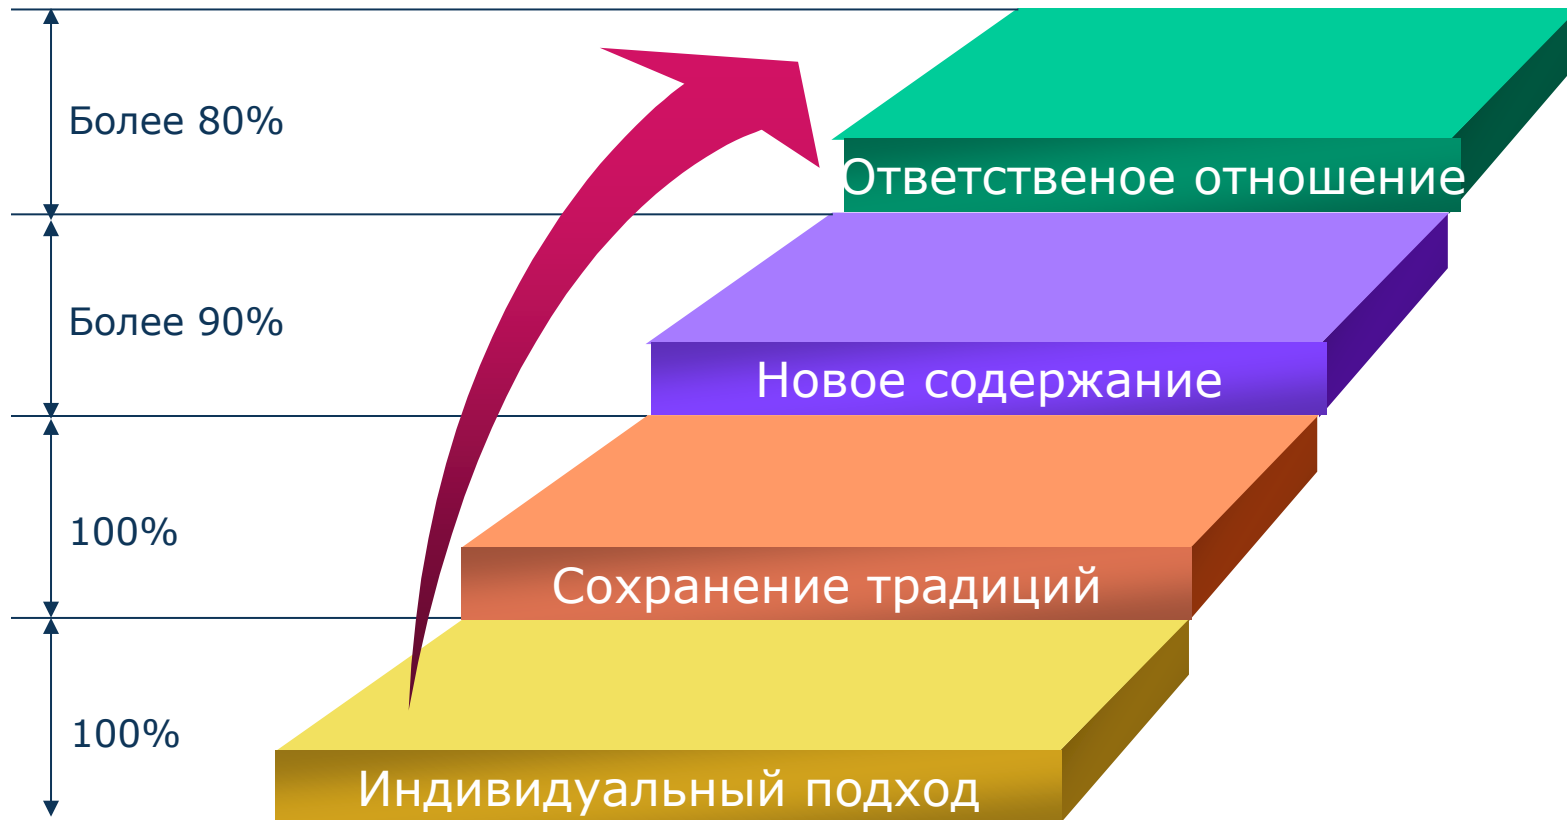 Более 80%
Ответственое отношение
Более 90%
Новое содержание
100%
Сохранение традиций
100%
Индивидуальный подход